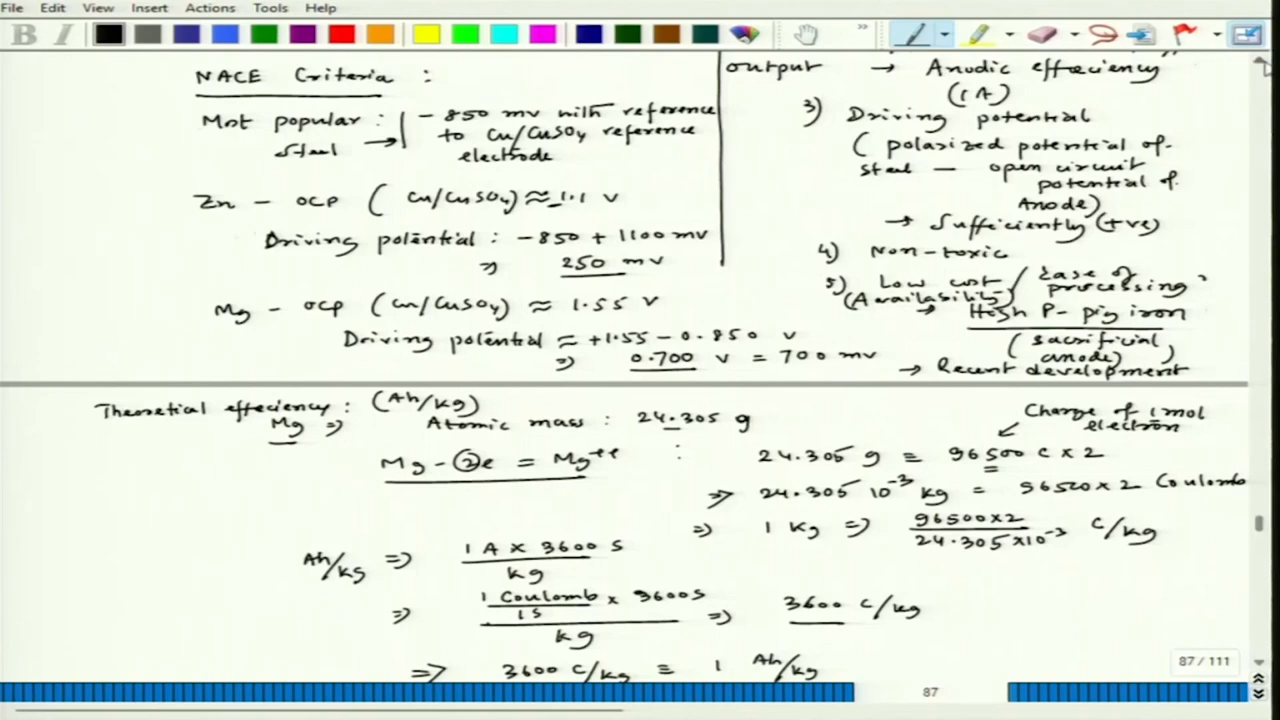 File Edit View Insert Actions Tools Help
B I
NACE Criteria :
Most popular : - 850 mv with reference
steel → to Cu/CuSO4 reference
electrode
Zn - OCP ( Cu/CuSO4) ≈ -1.1 V
Driving potential : -850 + 1100 mv
⇒ 250 mv
Mg - OCP (Cu/CuSO4) ≈ 1.55 V
Driving potential ≈ +1.55 - 0.850 V
⇒ 0.700 V = 700 mv
output → Anodic effeciency
(1A)
3) Driving potential
( polarized potential of
steel — open circuit
potential of
Anode)
→ Sufficiently (+ve)
4) Non-toxic
5) Low cost / Ease of
(Availability) processing
→ High P- pig iron
( sacrificial
anode )
→ Recent development
Theoretical effeciency : (Ah/kg)
Mg ⇒ Atomic mass : 24.305 g
Mg - 2e = Mg++ :
Charge of 1 mol
electron
24.305 g ≡ 96500 C x 2
⇒ 24.305 10-3 kg = 96500 x 2 Coulomb
⇒ 1 Kg ⇒ 96500x2 / 24.305x10-3 C/kg
Ah/kg ⇒ 1 A x 3600 s
kg
⇒ 1 Coulomb / 1s x 3600s ⇒ 3600 C/kg
kg
⇒ 3600 C/kg ≡ 1 Ah/kg
87 / 111
87